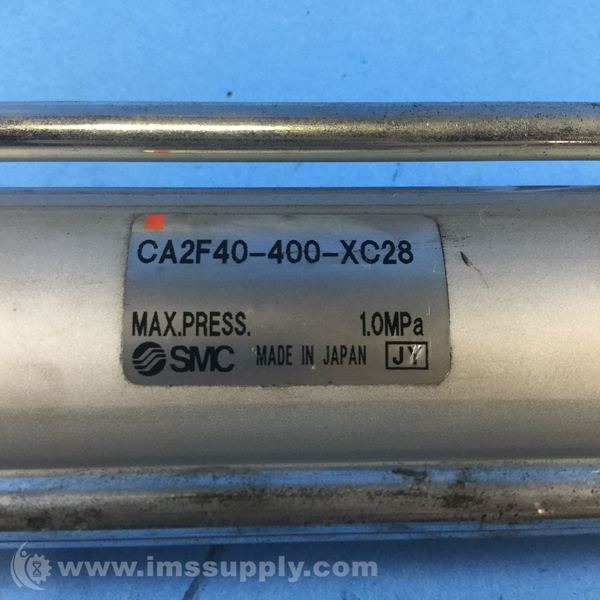 CA2F40-400-XC28
MAX.PRESS. 1.0MPa
SMC MADE IN JAPAN JY
www.imssupply.com